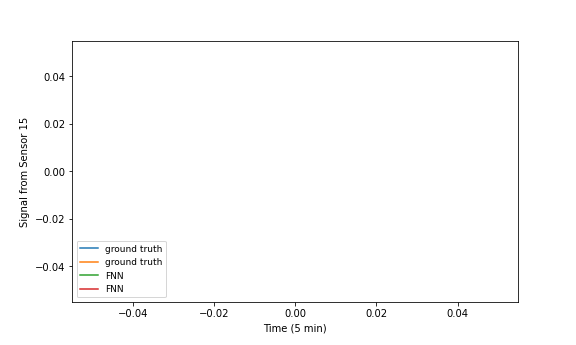 0.04
0.02
0.00
−0.02
−0.04
Signal from Sensor 15
ground truth
ground truth
FNN
FNN
−0.04 −0.02 0.00 0.02 0.04
Time (5 min)